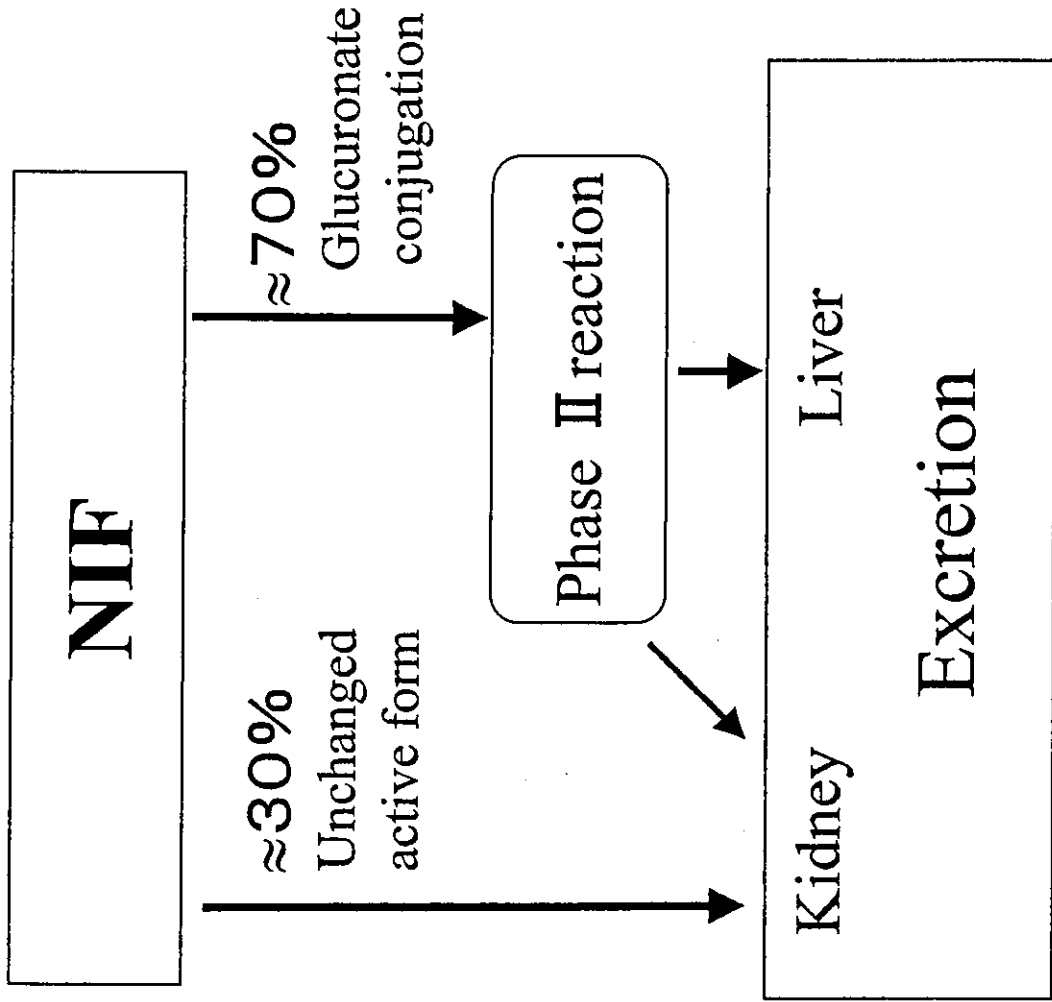 NIF
≈30%
Unchanged
active form
≈70%
Glucuronate
conjugation
Phase Ⅱ reaction
Kidney
Liver
Excretion